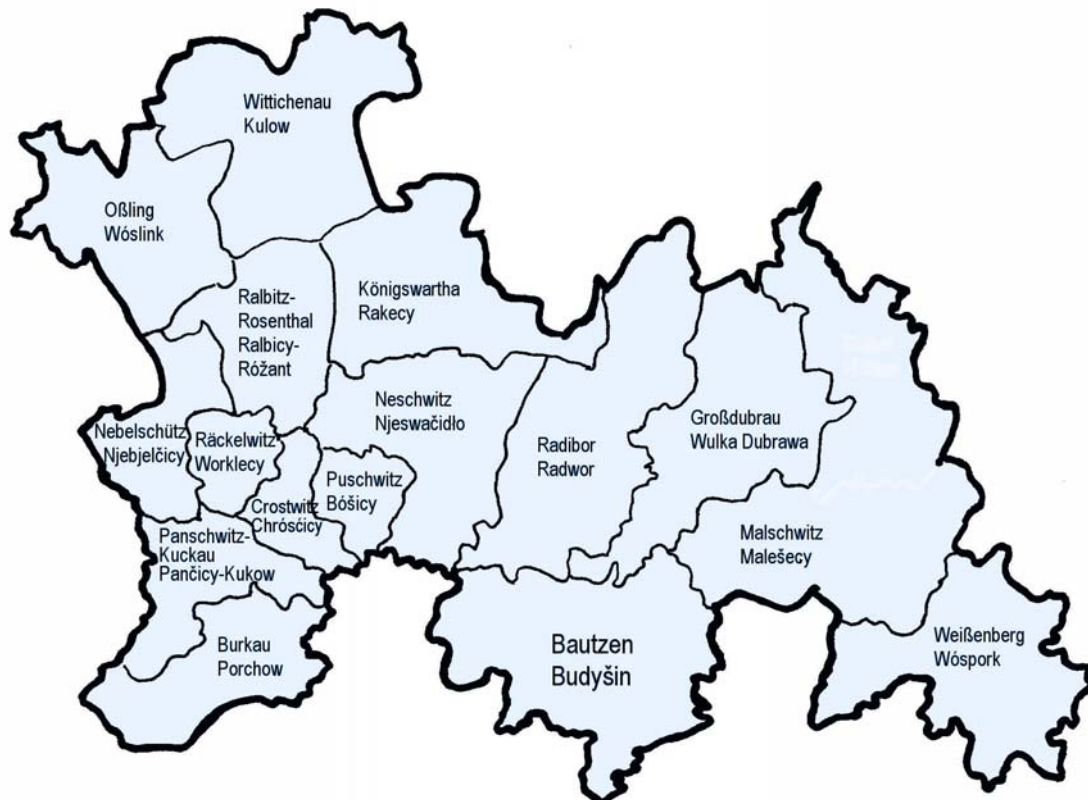 Wittichenau
Kulow
Oßling
Wóslink
Königswartha
Rakecy
Ralbitz-
Rosenthal
Ralbicy-
Róžant
Neschwitz
Njeswačidło
Großdubrau
Wulka Dubrawa
Radibor
Radwor
Nebelschütz
Njebjelčicy
Räckelwitz
Worklecy
Puschwitz
Bóšicy
Crostwitz
Chrósćicy
Panschwitz-
Kuckau
Pančicy-Kukow
Malschwitz
Malešecy
Burkau
Porchow
Bautzen
Budyšin
Weißenberg
Wóspork